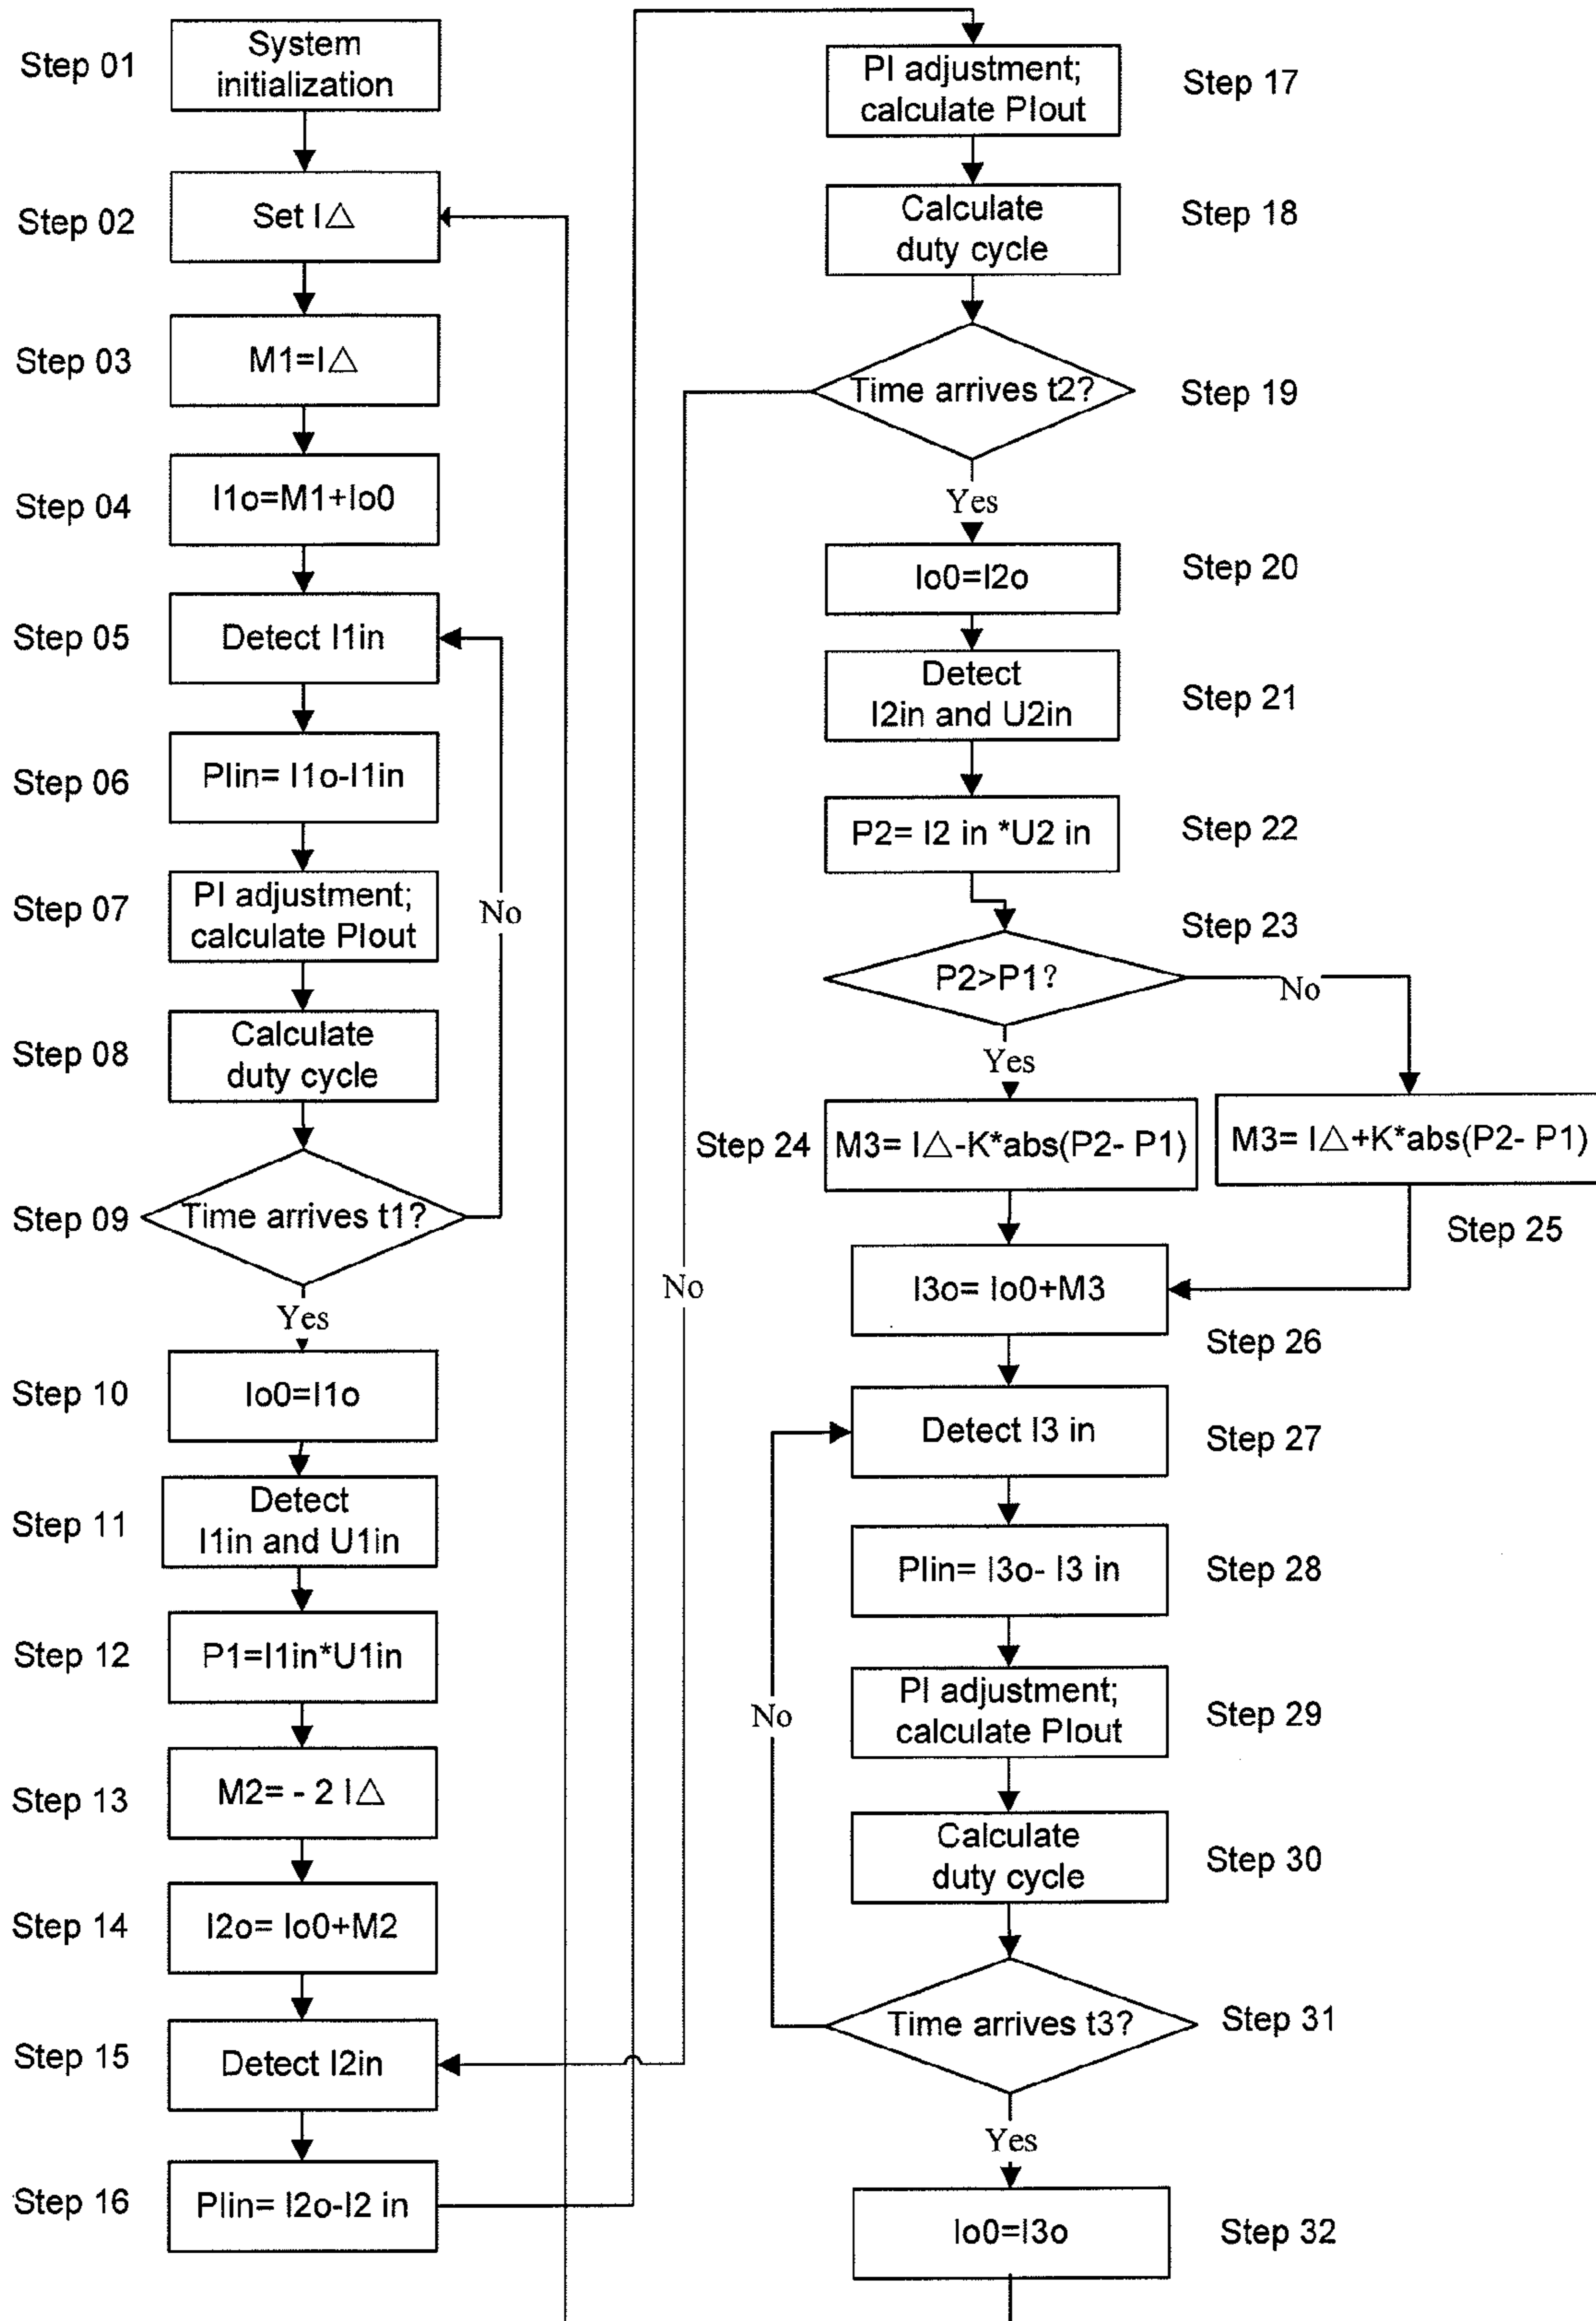 Step 01
System
initialization
Step 02
Set I△
Step 03
M1=I△
Step 04
I1o=M1+Io0
Step 05
Detect I1in
Step 06
PIin= I1o-I1in
Step 07
PI adjustment;
calculate PIout
No
Step 08
Calculate
duty cycle
Step 09
Time arrives t1?
Yes
Step 10
Io0=I1o
Step 11
Detect
I1in and U1in
Step 12
P1=I1in*U1in
Step 13
M2= - 2 I△
Step 14
I2o= Io0+M2
Step 15
Detect I2in
Step 16
PIin= I2o-I2 in
PI adjustment;
calculate PIout
Step 17
Calculate
duty cycle
Step 18
Time arrives t2?
Step 19
No
Yes
Io0=I2o
Step 20
Detect
I2in and U2in
Step 21
P2= I2 in *U2 in
Step 22
Step 23
P2>P1?
No
Yes
Step 24
M3= I△-K*abs(P2- P1)
M3= I△+K*abs(P2- P1)
Step 25
I3o= Io0+M3
Step 26
Detect I3 in
Step 27
PIin= I3o- I3 in
Step 28
PI adjustment;
calculate PIout
Step 29
No
Calculate
duty cycle
Step 30
Time arrives t3?
Step 31
Yes
Io0=I3o
Step 32